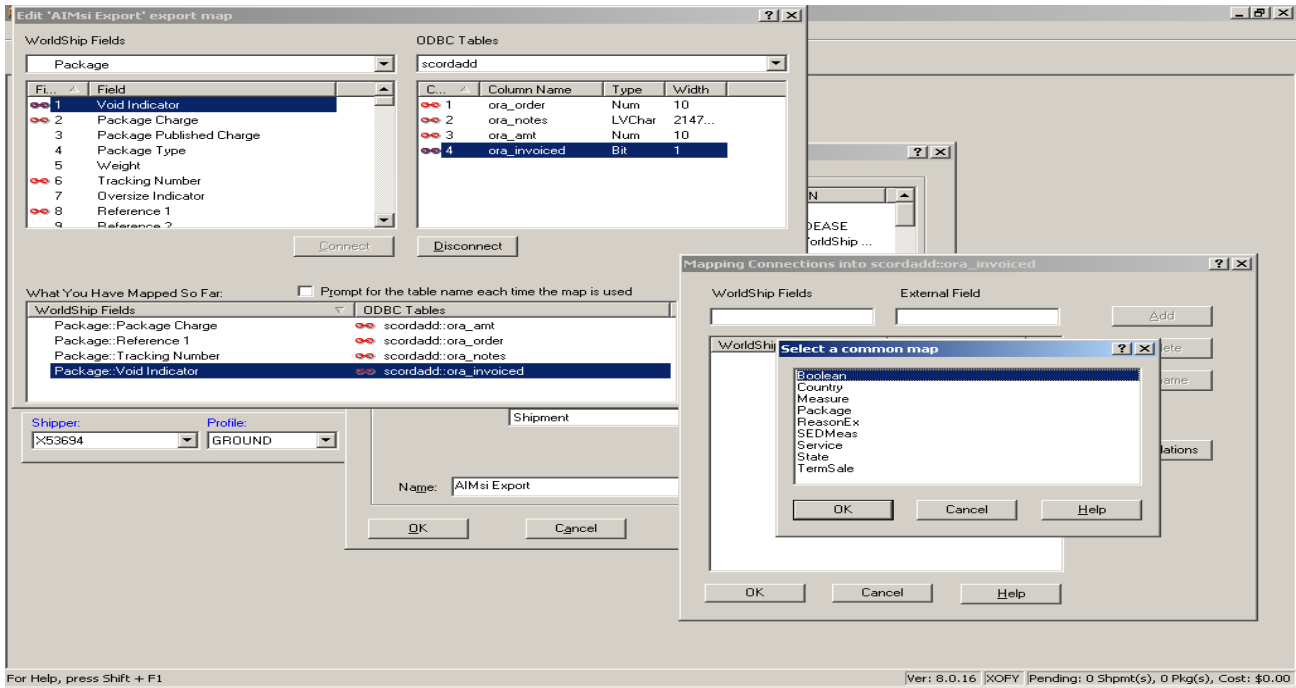 Edit 'AIMsi Export' export map
WorldShip Fields
ODBC Tables
Package
scordadd
Fi... Field
C... Column Name Type Width
1 Void Indicator
2 Package Charge
3 Package Published Charge
4 Package Type
5 Weight
6 Tracking Number
7 Oversize Indicator
8 Reference 1
9 Reference 2
1 ora_order Num 10
2 ora_notes LVChar 2147...
3 ora_amt Num 10
4 ora_invoiced Bit 1
Connect
Disconnect
What You Have Mapped So Far:
Prompt for the table name each time the map is used
WorldShip Fields ODBC Tables
Package::Package Charge scordadd::ora_amt
Package::Reference 1 scordadd::ora_order
Package::Tracking Number scordadd::ora_notes
Package::Void Indicator scordadd::ora_invoiced
N
DEASE
orldShip ...
Shipper:
Profile:
X53694
GROUND
Shipment
Name: AIMsi Export
OK
Cancel
Mapping Connections into scordadd::ora_invoiced
WorldShip Fields
External Field
Add
WorldShi
ete
ame
lations
Select a common map
Boolean
Country
Measure
Package
ReasonEx
SEDMeas
Service
State
TermSale
OK
Cancel
Help
OK
Cancel
Help
For Help, press Shift + F1
Ver: 8.0.16 XOFY Pending: 0 Shpmt(s), 0 Pkg(s), Cost: $0.00